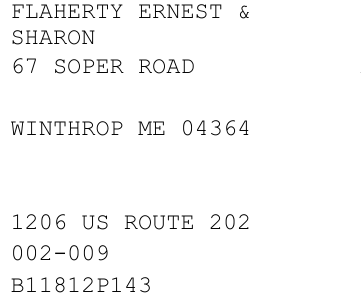 FLAHERTY ERNEST &
SHARON
67 SOPER ROAD
WINTHROP ME 04364
1206 US ROUTE 202
002-009
B11812P143